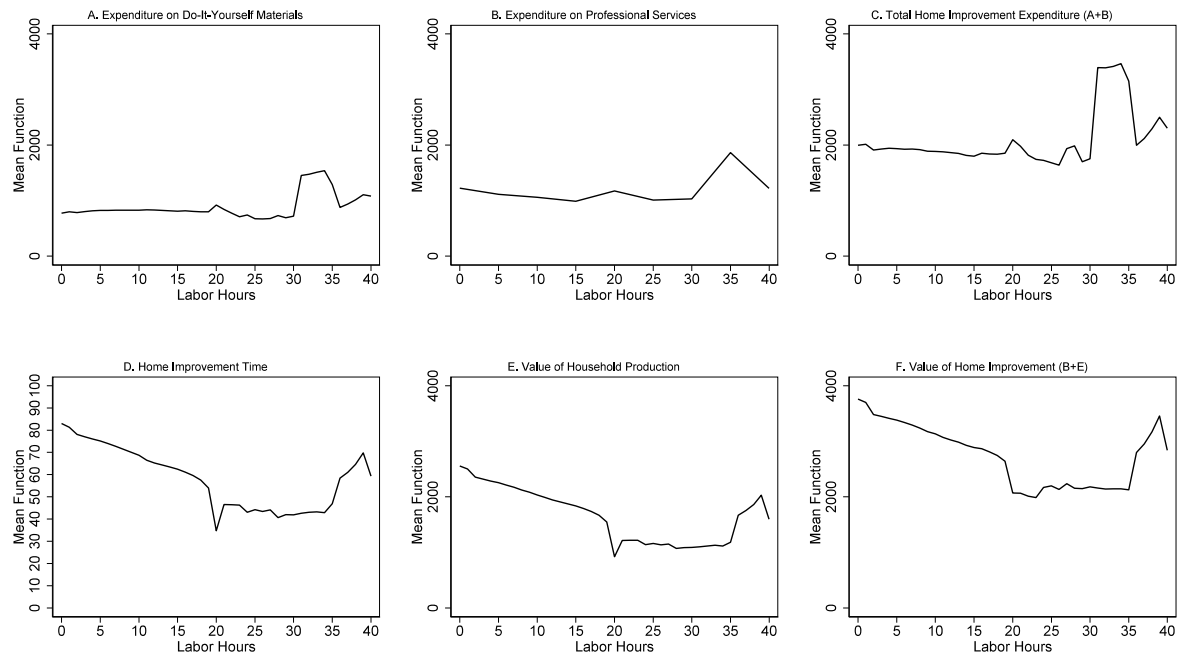 A. Expenditure on Do-It-Yourself Materials
Mean Function
0 2000 4000
0 5 10 15 20 25 30 35 40
Labor Hours
B. Expenditure on Professional Services
Mean Function
0 2000 4000
0 5 10 15 20 25 30 35 40
Labor Hours
C. Total Home Improvement Expenditure (A+B)
Mean Function
0 2000 4000
0 5 10 15 20 25 30 35 40
Labor Hours
D. Home Improvement Time
Mean Function
0 10 20 30 40 50 60 70 80 90 100
0 5 10 15 20 25 30 35 40
Labor Hours
E. Value of Household Production
Mean Function
0 2000 4000
0 5 10 15 20 25 30 35 40
Labor Hours
F. Value of Home Improvement (B+E)
Mean Function
0 2000 4000
0 5 10 15 20 25 30 35 40
Labor Hours